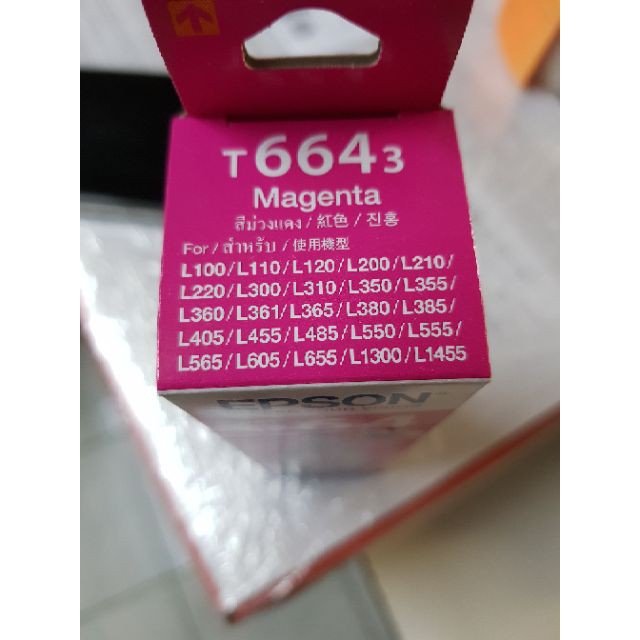 T6643
Magenta
สีม่วงแดง / 紅色 / 진홍
For / สำหรับ / 使用機型
L100/L110/L120/L200/L210/
L220/L300/L310/L350/L355/
L360/L361/L365/L380/L385/
L405/L455/L485/L550/L555/
L565/L605/L655/L1300/L1455
EPSON